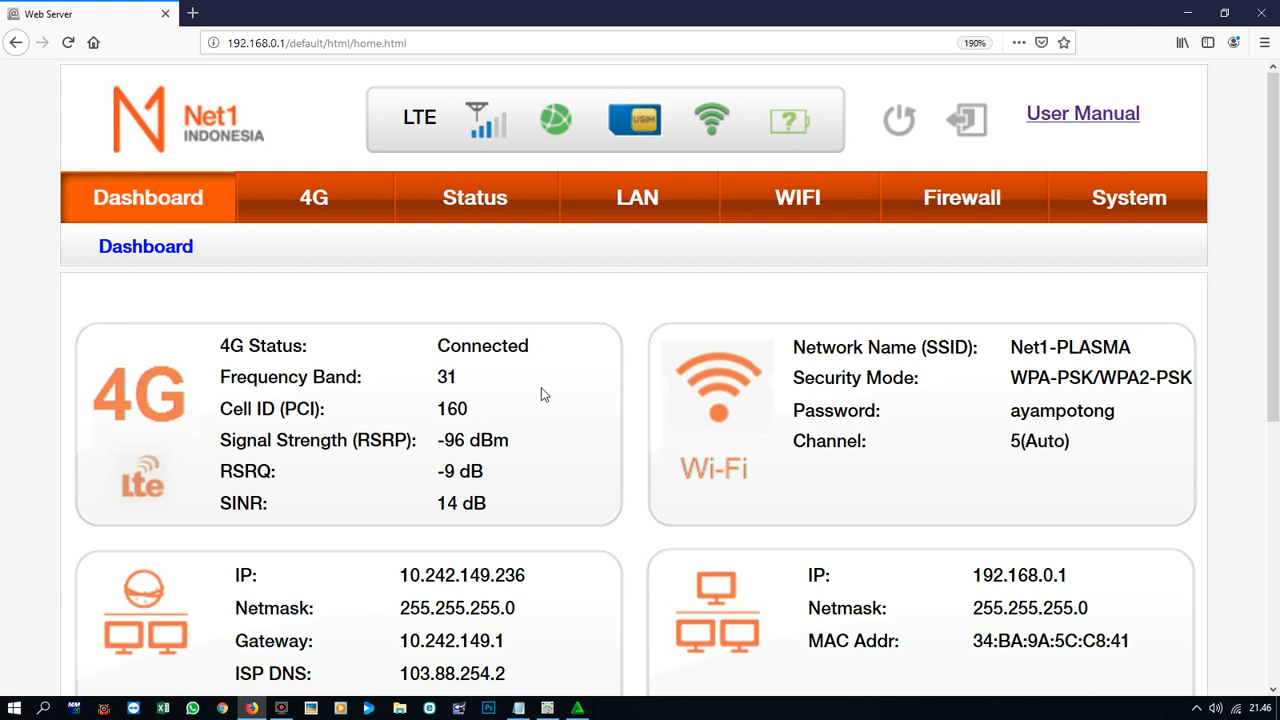 Web Server
192.168.0.1/default/html/home.html
190%
Net1
INDONESIA
LTE
USIM
?
User Manual
Dashboard
4G
Status
LAN
WIFI
Firewall
System
Dashboard
4G
Lte
4G Status: Connected
Frequency Band: 31
Cell ID (PCI): 160
Signal Strength (RSRP): -96 dBm
RSRQ: -9 dB
SINR: 14 dB
Wi-Fi
Network Name (SSID): Net1-PLASMA
Security Mode: WPA-PSK/WPA2-PSK
Password: ayampotong
Channel: 5(Auto)
IP: 10.242.149.236
Netmask: 255.255.255.0
Gateway: 10.242.149.1
ISP DNS: 103.88.254.2
IP: 192.168.0.1
Netmask: 255.255.255.0
MAC Addr: 34:BA:9A:5C:C8:41
Ps
21.46